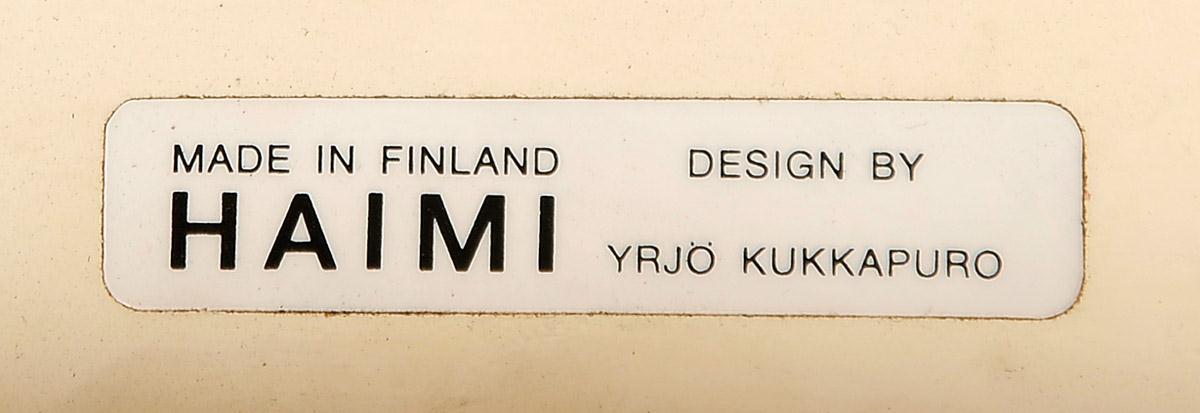 MADE IN FINLAND
HAIMI
DESIGN BY
YRJÖ KUKKAPURO